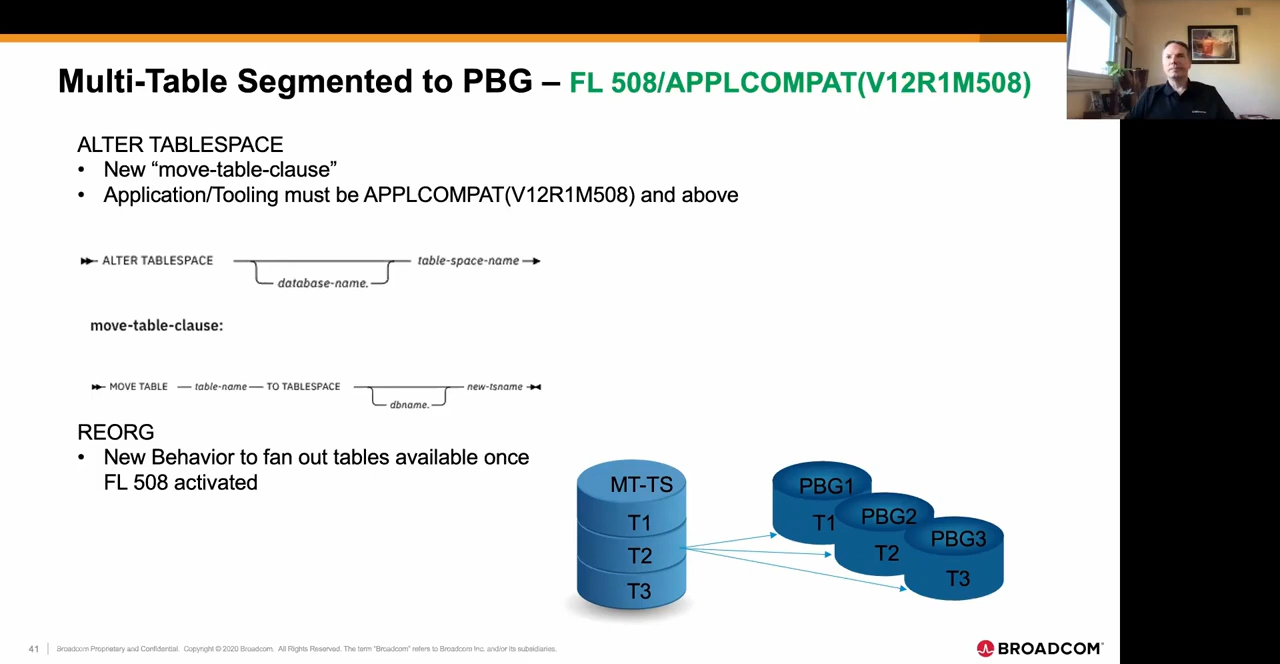 Multi-Table Segmented to PBG – FL 508/APPLCOMPAT(V12R1M508)
ALTER TABLESPACE
• New “move-table-clause”
• Application/Tooling must be APPLCOMPAT(V12R1M508) and above
ALTER TABLESPACE table-space-name
database-name.
move-table-clause:
MOVE TABLE table-name TO TABLESPACE new-tsname
dbname.
REORG
• New Behavior to fan out tables available once
FL 508 activated
MT-TS
T1
T2
T3
PBG1
T1
PBG2
T2
PBG3
T3
41 | Broadcom Proprietary and Confidential. Copyright © 2020 Broadcom. All Rights Reserved. The term "Broadcom" refers to Broadcom Inc. and/or its subsidiaries.
BROADCOM®